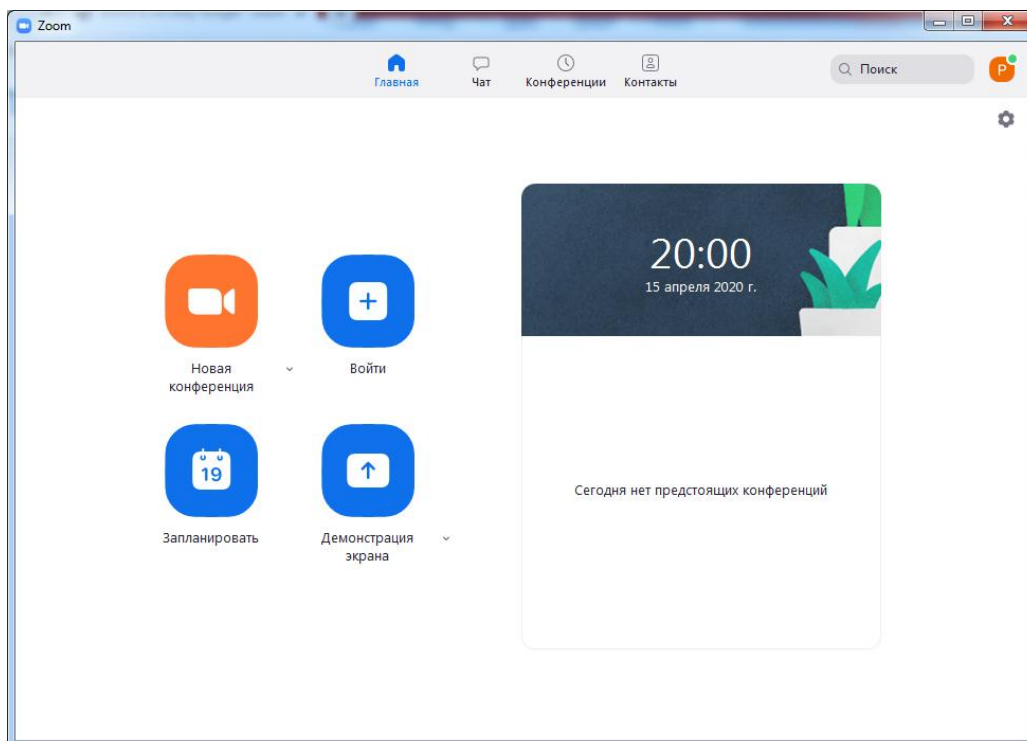 Zoom
Главная
Чат
Конференции
Контакты
Поиск
P
20:00
15 апреля 2020 г.
Новая
конференция
Войти
19
Запланировать
Демонстрация
экрана
Сегодня нет предстоящих конференций